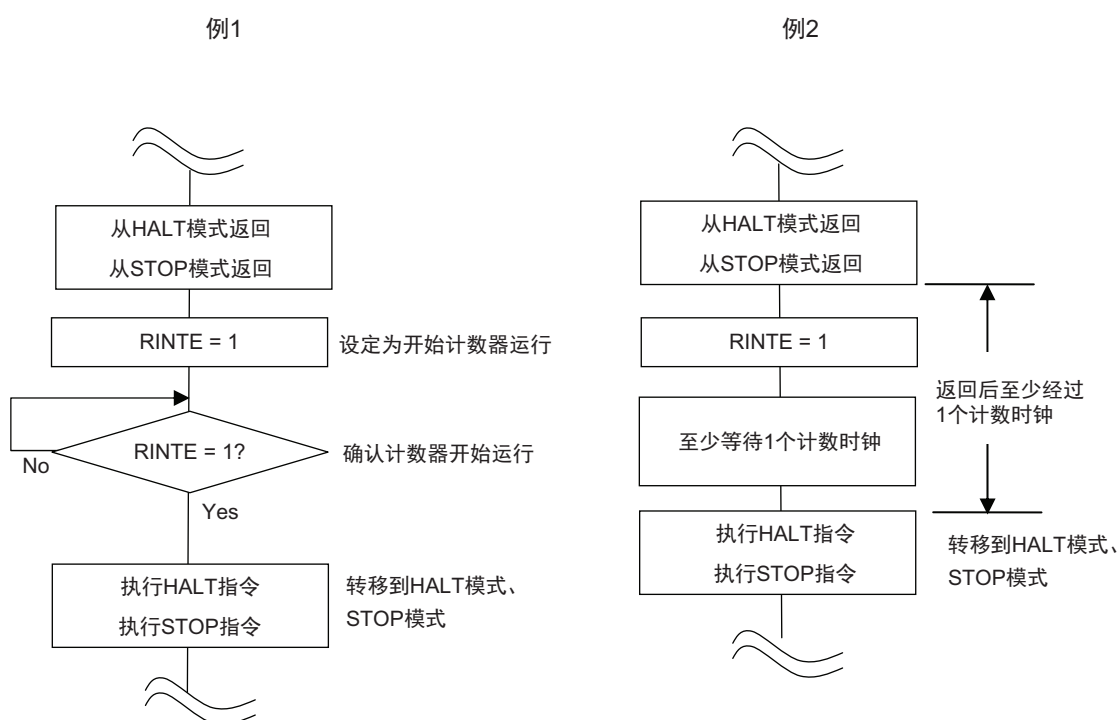 例1
从HALT模式返回
从STOP模式返回
RINTE = 1
设定为开始计数器运行
RINTE = 1?
确认计数器开始运行
No
Yes
执行HALT指令
执行STOP指令
转移到HALT模式、
STOP模式
例2
从HALT模式返回
从STOP模式返回
RINTE = 1
至少等待1个计数时钟
返回后至少经过
1个计数时钟
执行HALT指令
执行STOP指令
转移到HALT模式、
STOP模式